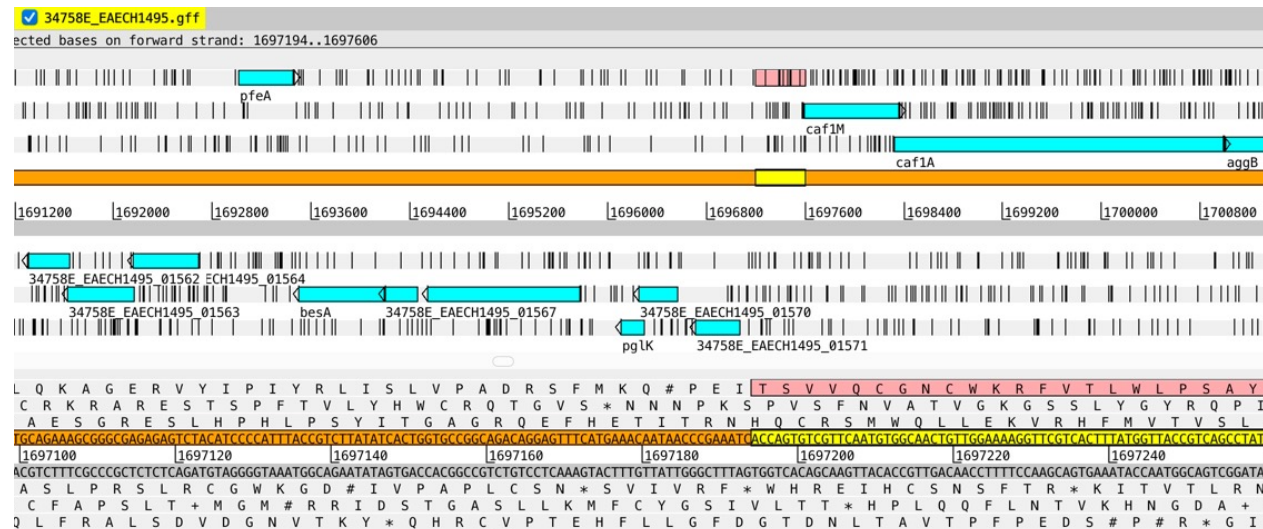 34758E_EAECH1495.gff
ected bases on forward strand: 1697194..1697606
pfeA
caf1M
caf1A aggB
1691200 1692000 1692800 1693600 1694400 1695200 1696000 1696800 1697600 1698400 1699200 1700000 1700800
34758E_EAECH1495_01562 ECH1495_01564
34758E_EAECH1495_01563 besA 34758E_EAECH1495_01567 34758E_EAECH1495_01570
pglK 34758E_EAECH1495_01571
L Q K A G E R V Y I P I Y R L I S L V P A D R S F M K Q # P E I T S V V Q C G N C W K R F V T L W L P S A Y
C R K R A R E S T S P F T V L Y H W C R Q T G V S * N N N P K S P V S F N V A T V G K G S S L Y G Y R Q P I
A E S G R E S L H P L P S Y I T G A G R Q E F H E T I T R N H Q C R S M W Q L L E K V R H F M V T V S L
TGCAGAAAGCGGGCGAGAGAGTCTACATCCCCATTTACCGTCTTATATCACTGGTGCCGGCAGACAGGAGTTTCATGAAACAATAACCCGAAATCACCAGTGTCGTTCAATGTGGCAACTGTTGGAAAAGGTTCGTCACTTTATGGTTACCGTCAGCCTAT
1697100 1697120 1697140 1697160 1697180 1697200 1697220 1697240
ACGTCTTTCGCCCGCTCTCTCAGATGTAGGGGTAAATGGCAGAATATAGTGACCACGGCCGTCTGTCCTCAAAGTACTTTGTTATTGGGCTTTAGTGGTCACAGCAAGTTACACCGTTGACAACCTTTTCCAAGCAGTGAAATACCAATGGCAGTCGGATA
A S L P R S L R C G W K G D # I V P A P L C S N * S V I V R F * W H R E I H C S N S F T R * K I T V T L R N
C F A P S L T + M G M # R R I D S T G A S L L K M F C Y G S I V L T T * H P L Q Q F L N T V K H N G D A +
Q L F R A L S D V D G N V T K Y * Q H R C V P T E H F L L G F D G T D N L T A V T P F P E D S # P # R * G I